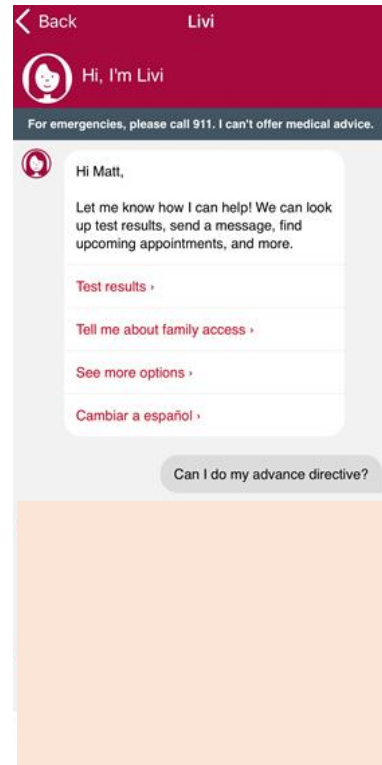 Back
Livi
Hi, I'm Livi
For emergencies, please call 911. I can't offer medical advice.
Hi Matt,
Let me know how I can help! We can look
up test results, send a message, find
upcoming appointments, and more.
Test results ›
Tell me about family access ›
See more options ›
Cambiar a español ›
Can I do my advance directive?